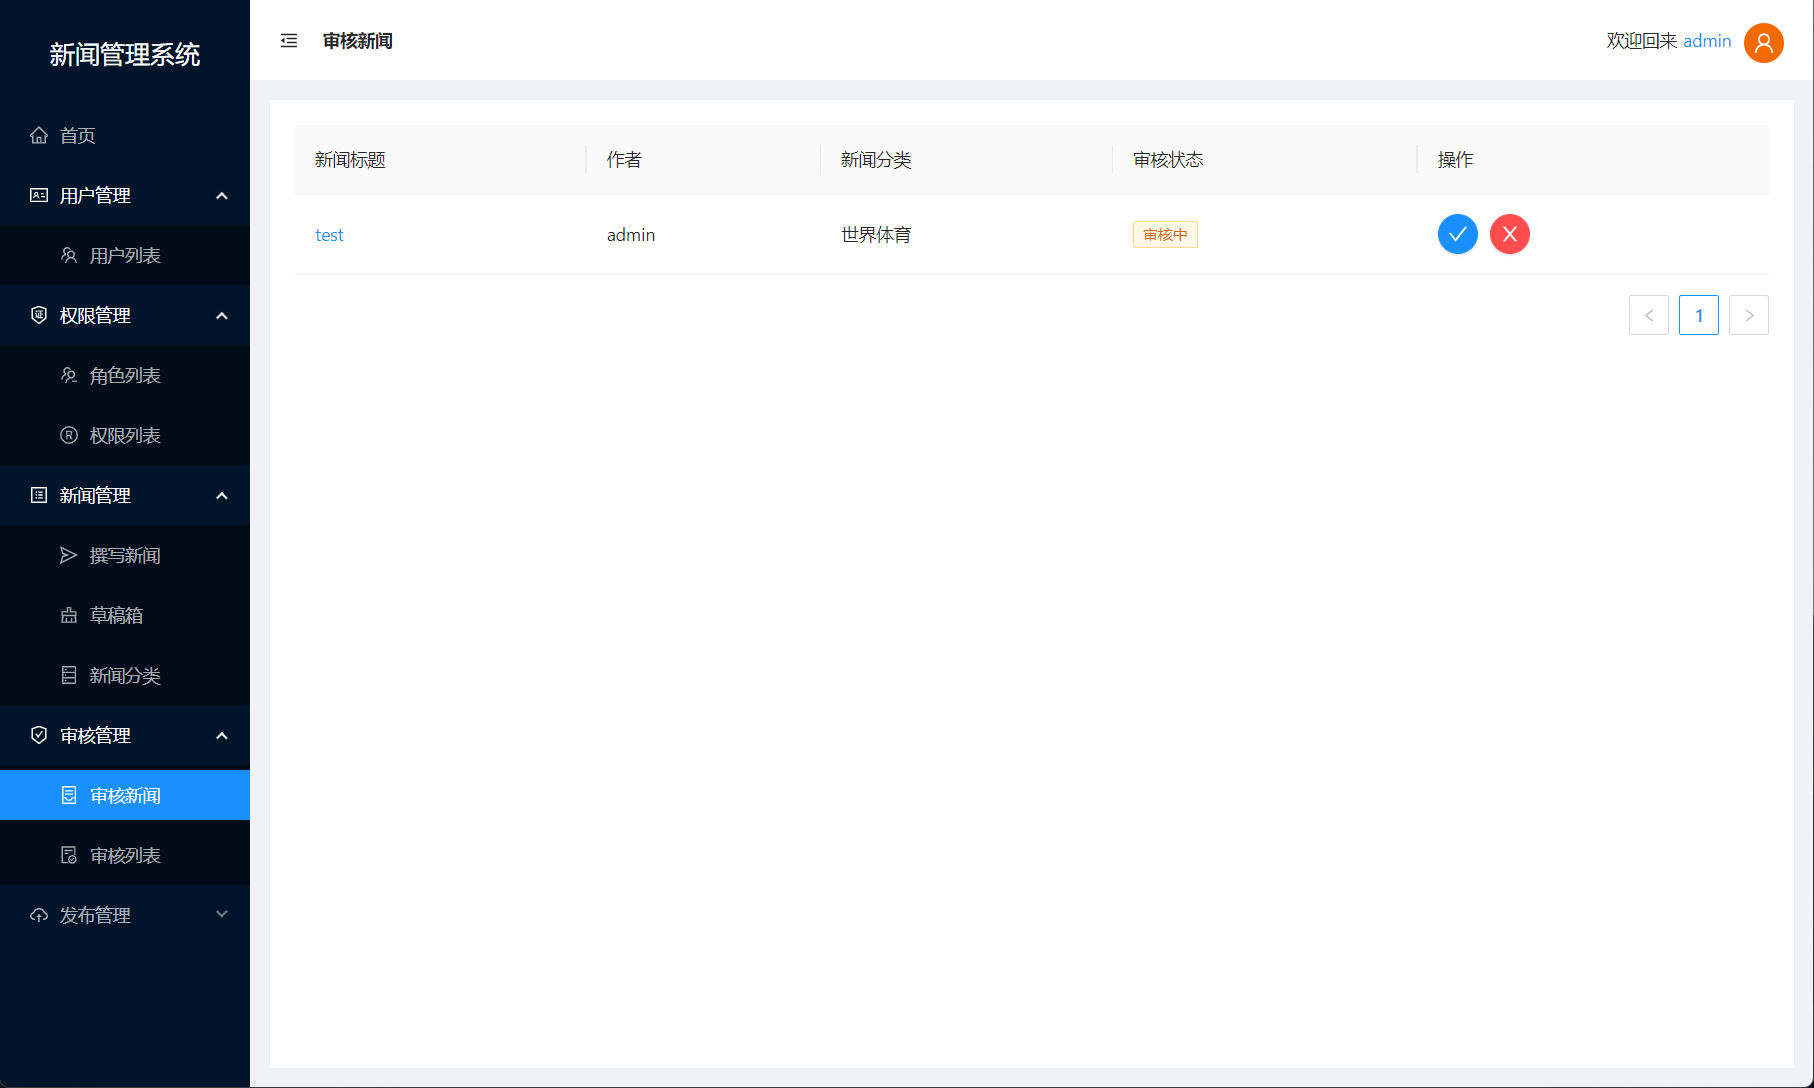 新闻管理系统
首页
用户管理
用户列表
权限管理
角色列表
权限列表
新闻管理
撰写新闻
草稿箱
新闻分类
审核管理
审核新闻
审核列表
发布管理
审核新闻
欢迎回来 admin
新闻标题 作者 新闻分类 审核状态 操作
test admin 世界体育 审核中
1